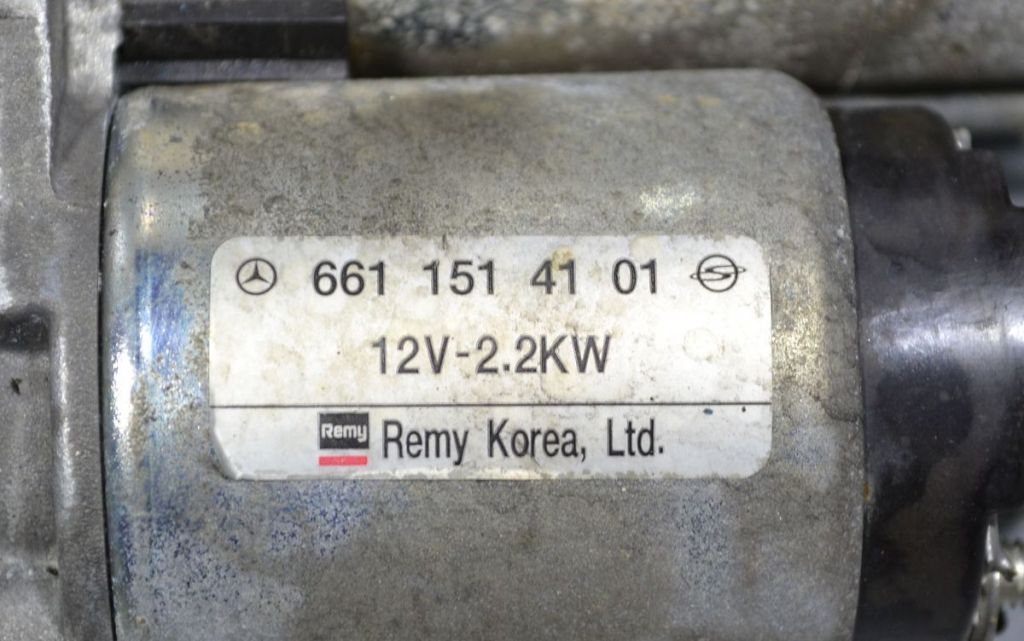 661 151 41 01
12V-2.2KW
Remy Remy Korea, Ltd.